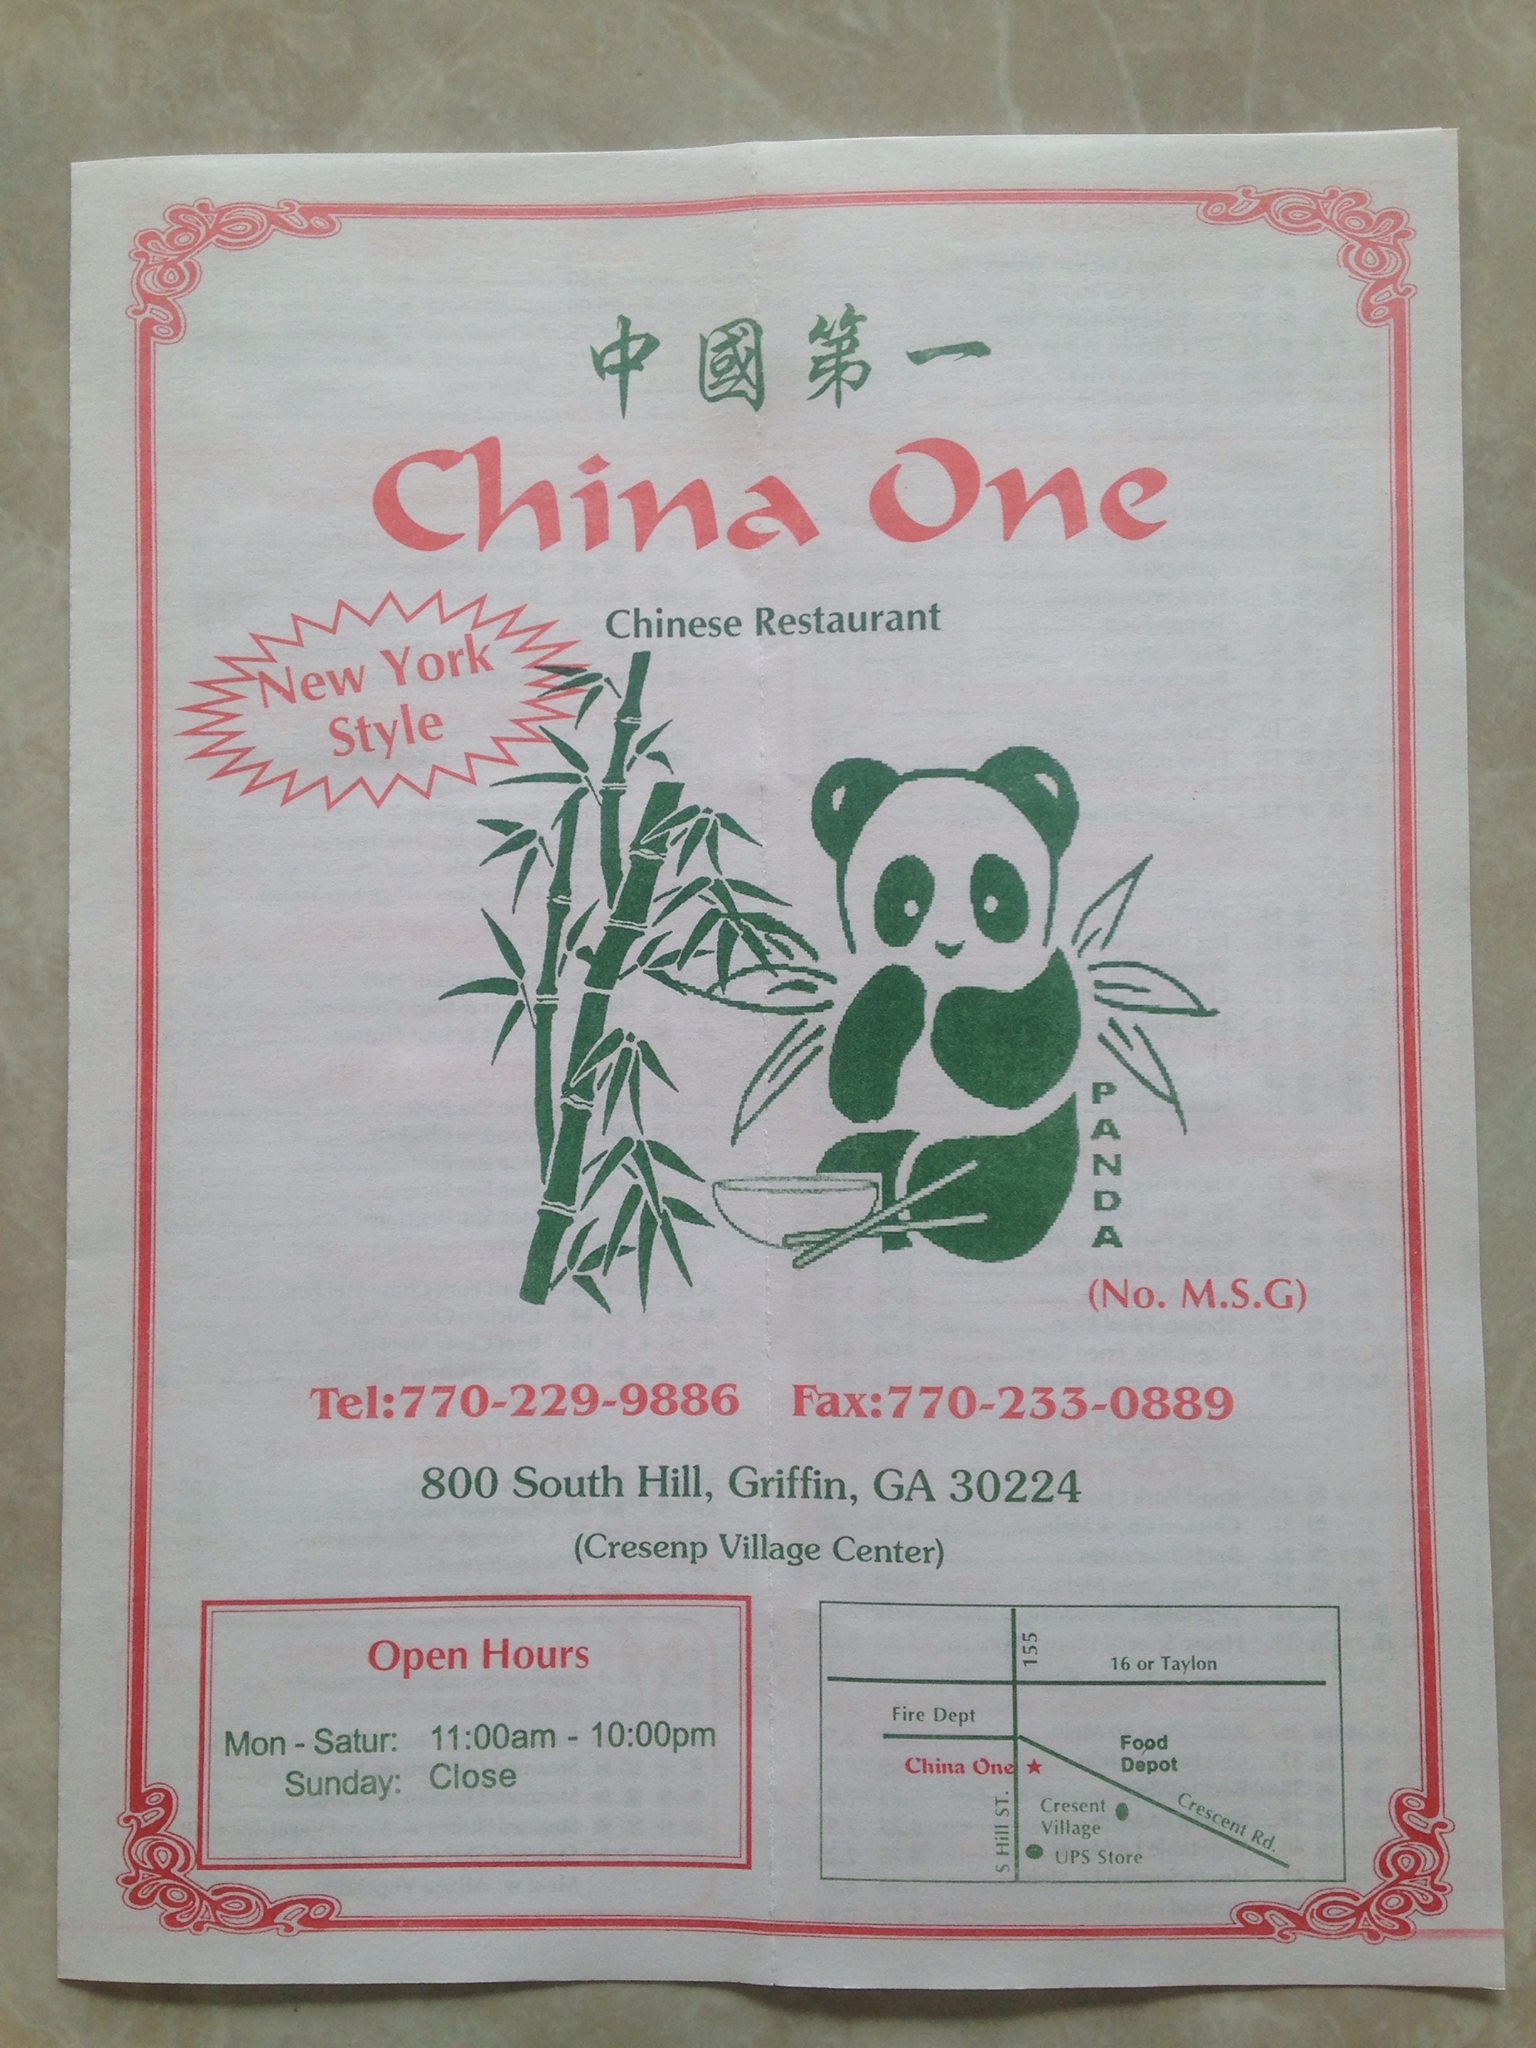 中國第一
China One
Chinese Restaurant
New York
Style
PANDA
(No. M.S.G)
Tel:770-229-9886 Fax:770-233-0889
800 South Hill, Griffin, GA 30224
(Cresenp Village Center)
Open Hours
Mon - Satur: 11:00am - 10:00pm
Sunday: Close
155
16 or Taylon
Fire Dept
Food
Depot
China One
Cresent
Village
Crescent Rd.
S Hill ST.
UPS Store